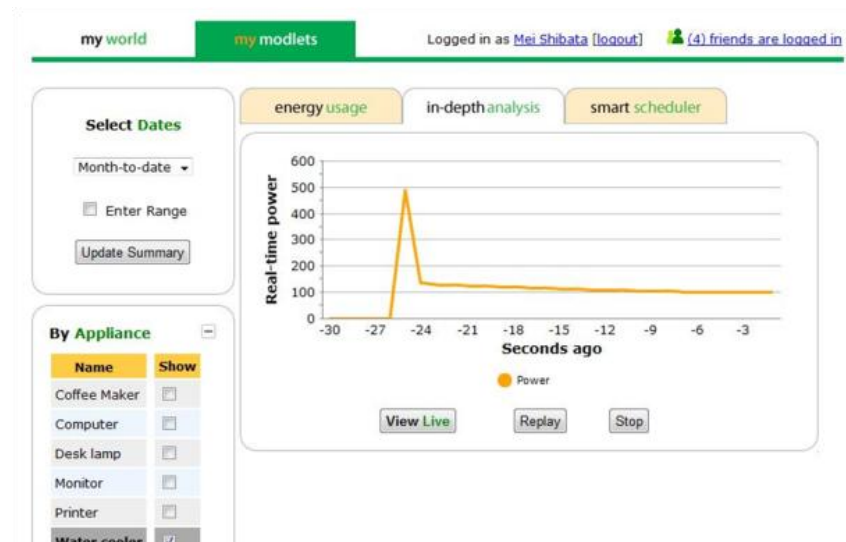 my world
my modlets
Logged in as Mei Shibata [logout]
(4) friends are logged in
Select Dates
Month-to-date
Enter Range
Update Summary
By Appliance
Name Show
Coffee Maker
Computer
Desk lamp
Monitor
Printer
Water cooler
energy usage
in-depth analysis
smart scheduler
Real-time power
600
500
400
300
200
100
0
-30 -27 -24 -21 -18 -15 -12 -9 -6 -3
Seconds ago
Power
View Live
Replay
Stop